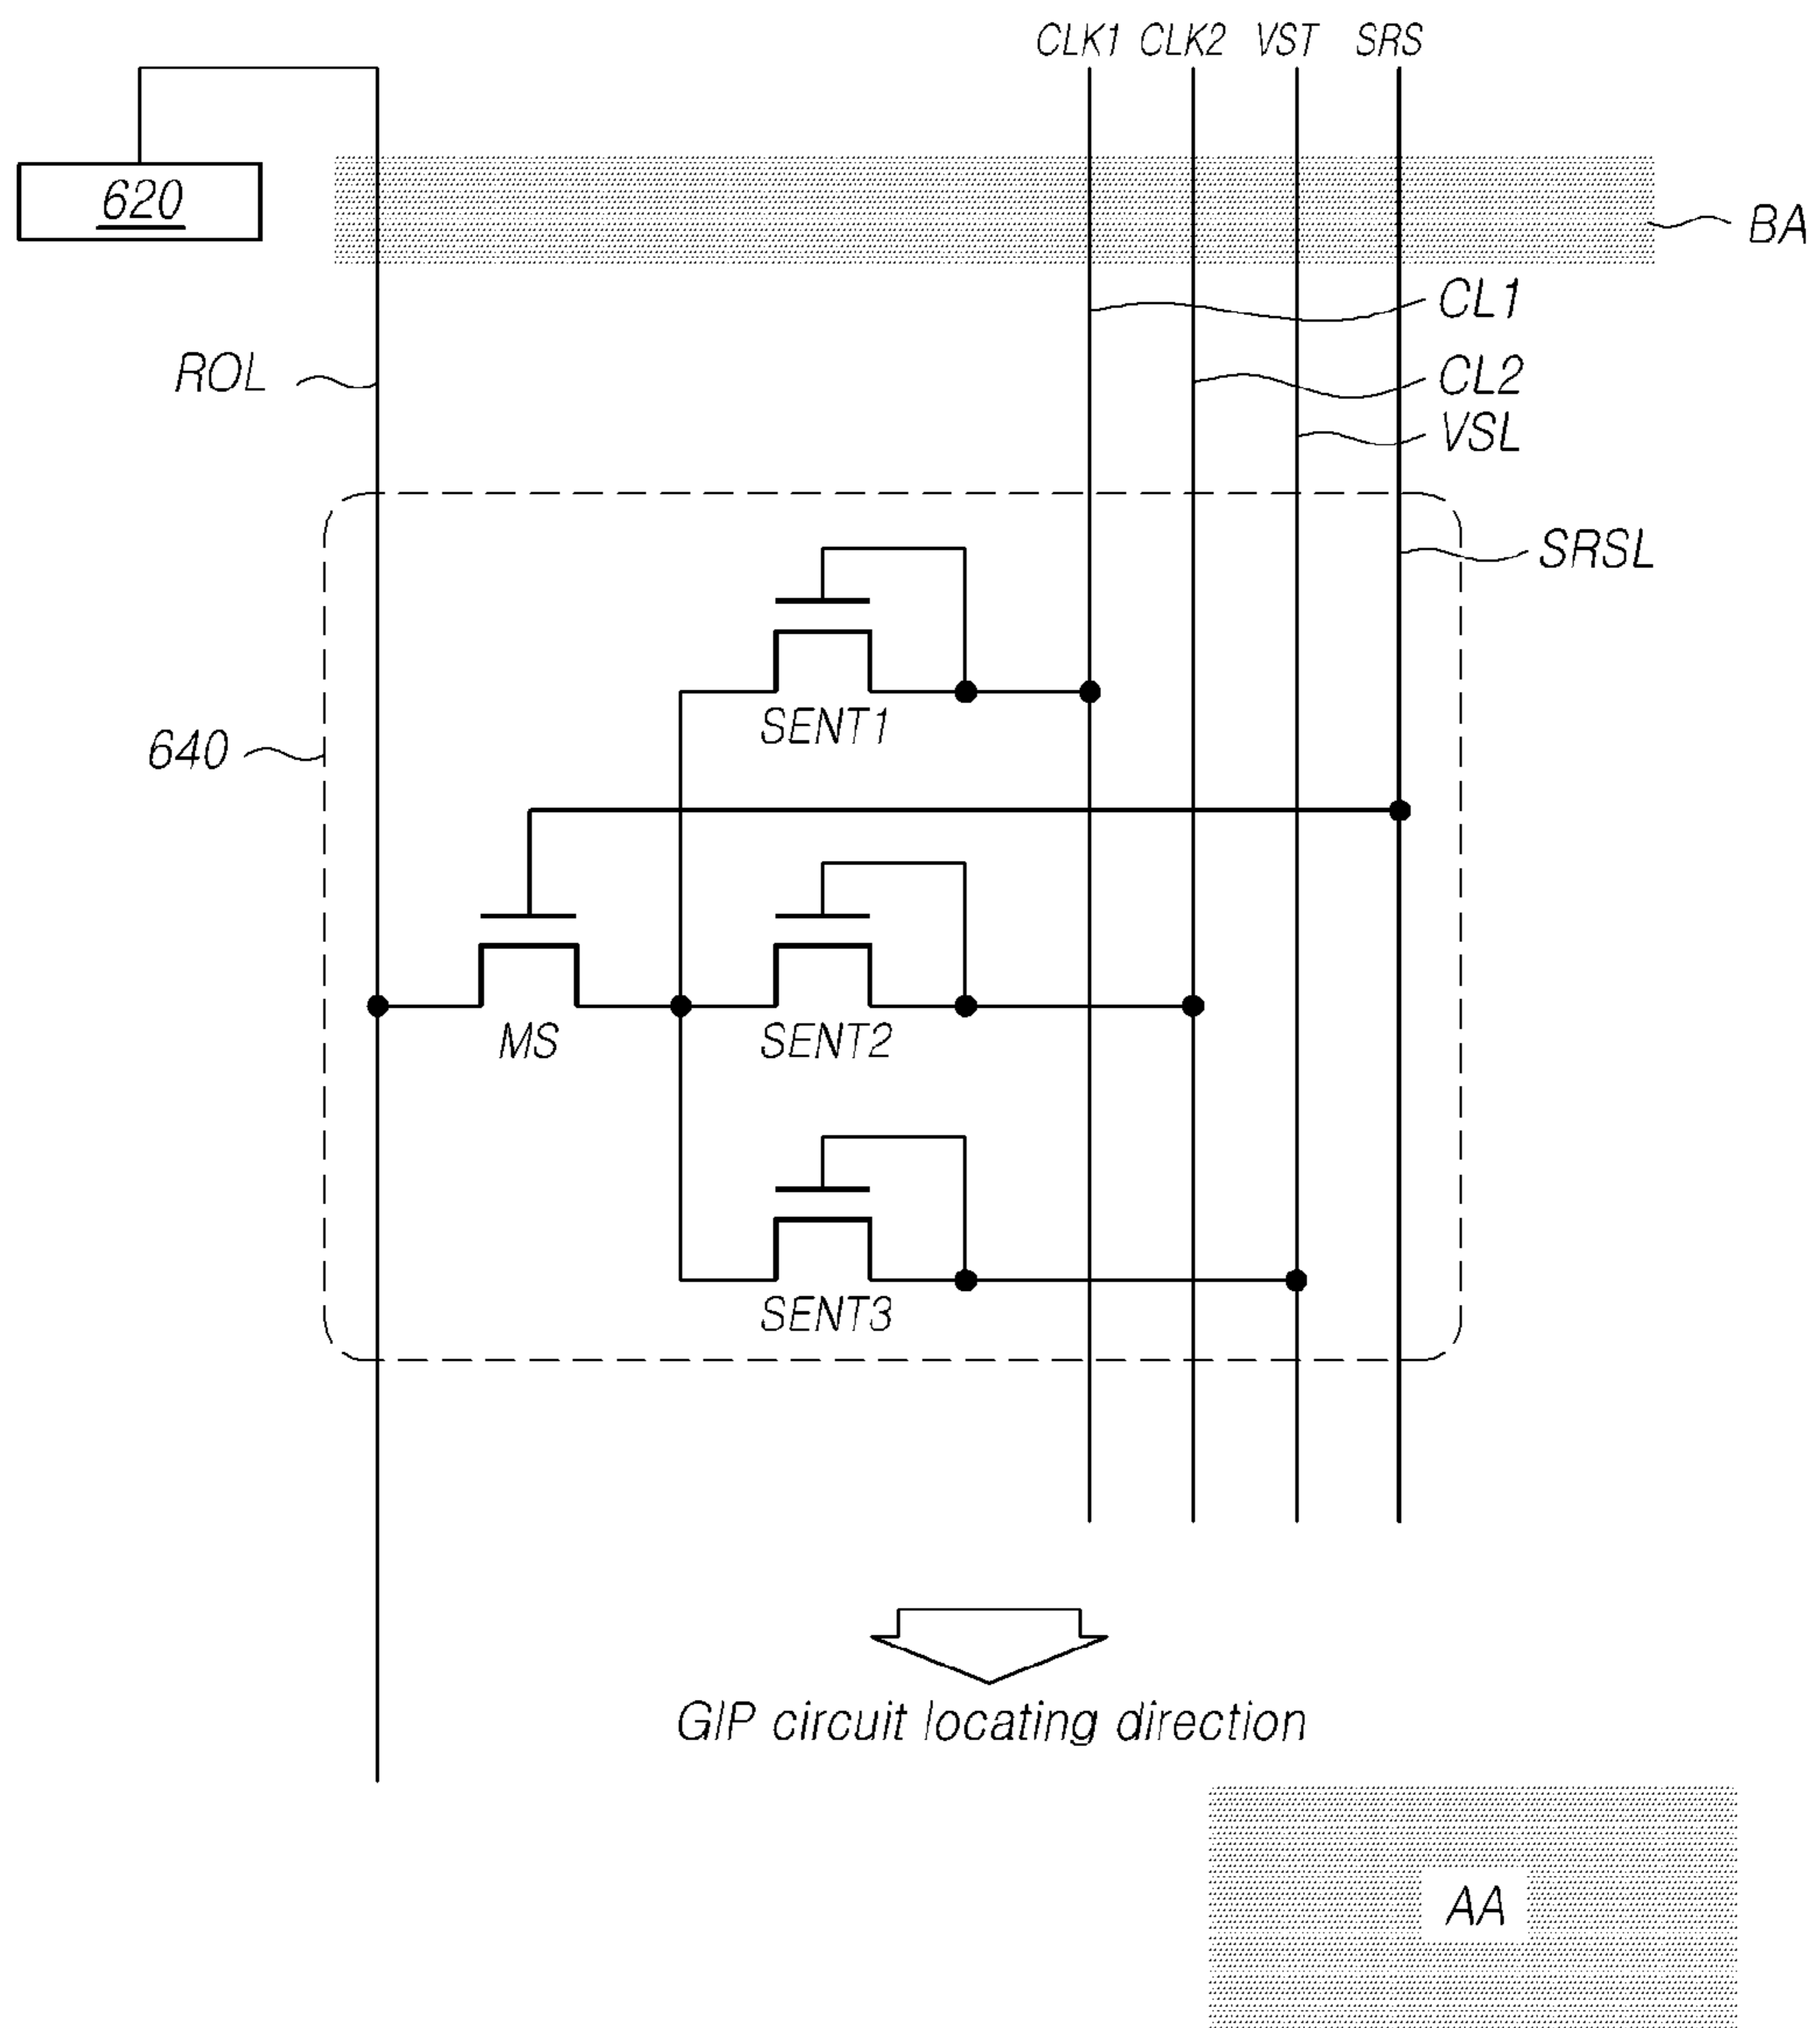 CLK1 CLK2 VST SRS
620
BA
CL1
ROL
CL2
VSL
SRSL
SENT1
640
MS
SENT2
SENT3
GIP circuit locating direction
AA